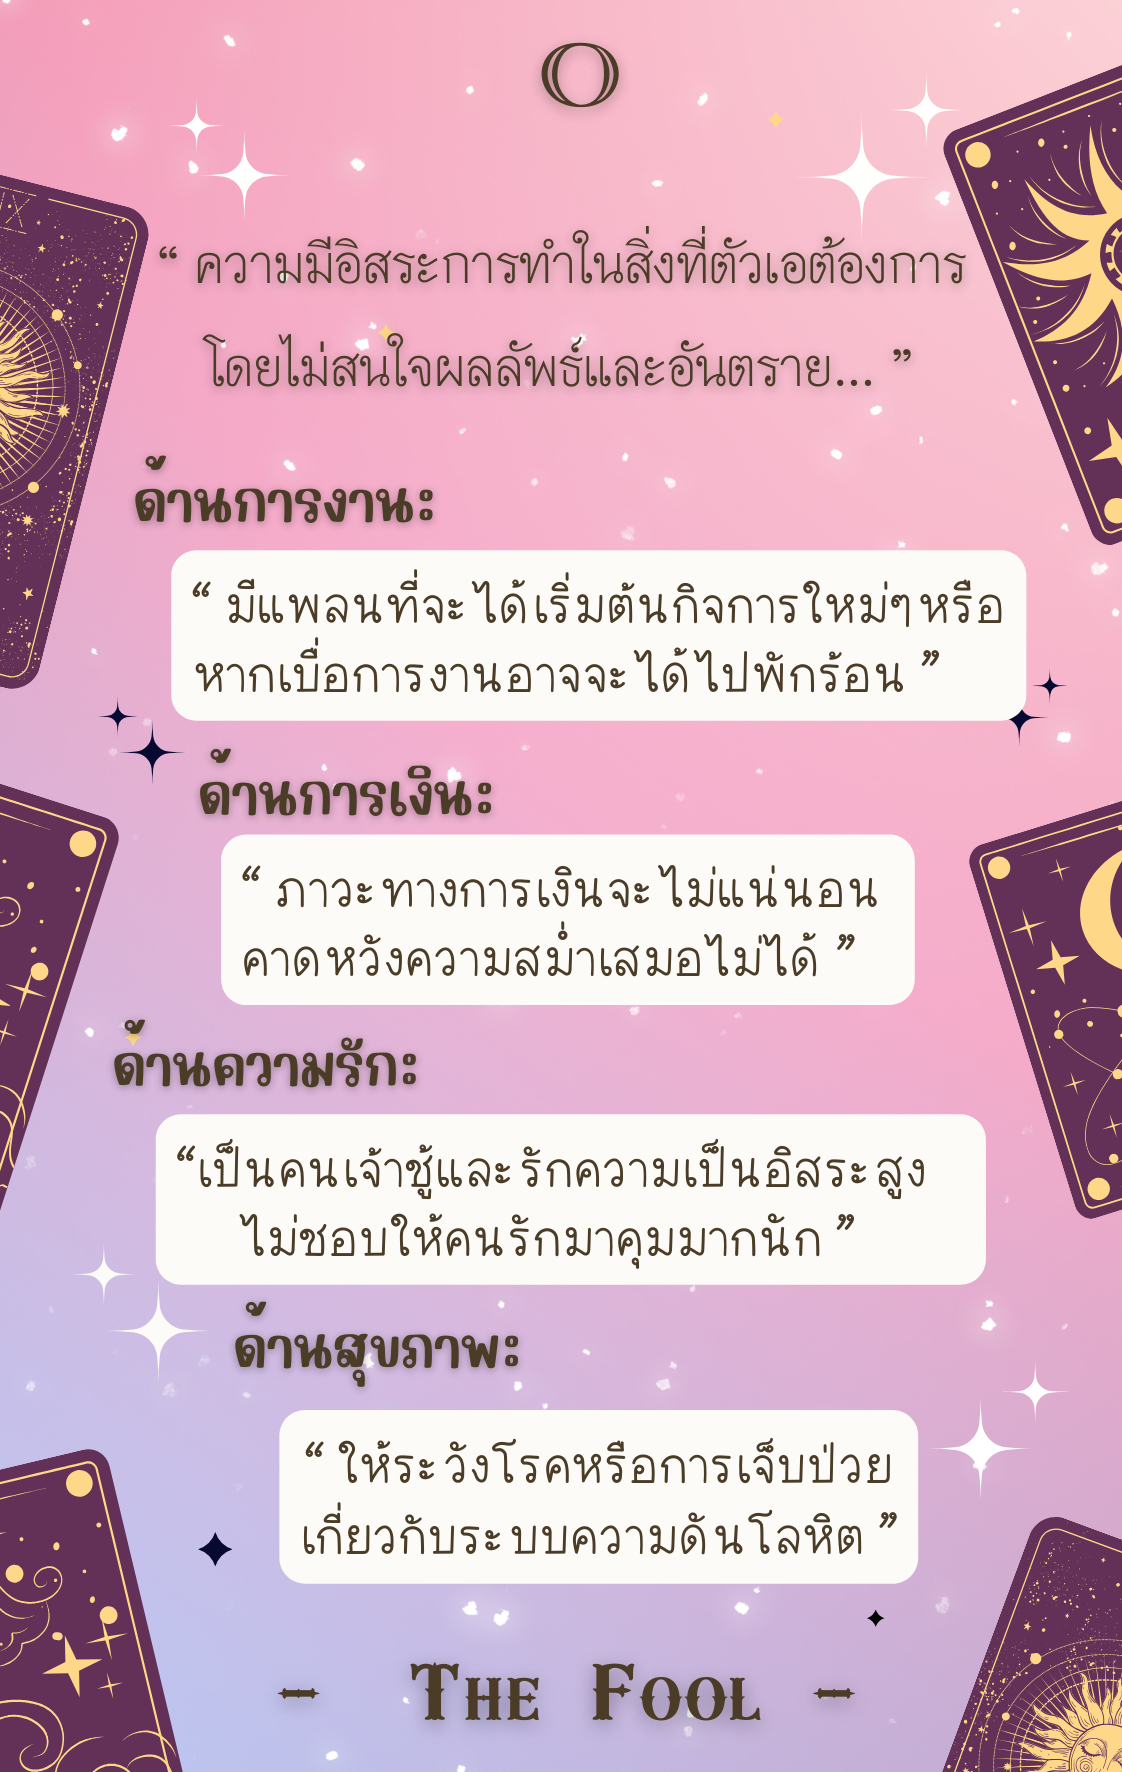 0
“ ความมีอิสระการทำในสิ่งที่ตัวเอต้องการ
โดยไม่สนใจผลลัพธ์และอันตราย... ”
ด้านการงาน:
“ มีแพลนที่จะได้เริ่มต้นกิจการใหม่ๆหรือ
หากเบื่อการงานอาจจะได้ไปพักร้อน ”
ด้านการเงิน:
“ ภาวะทางการเงินจะไม่แน่นอน
คาดหวังความสม่ำเสมอไม่ได้ ”
ด้านความรัก:
“เป็นคนเจ้าชู้และรักความเป็นอิสระสูง
ไม่ชอบให้คนรักมาคุมมากนัก ”
ด้านสุขภาพ:
“ ให้ระวังโรคหรือการเจ็บป่วย
เกี่ยวกับระบบความดันโลหิต ”
- The Fool -